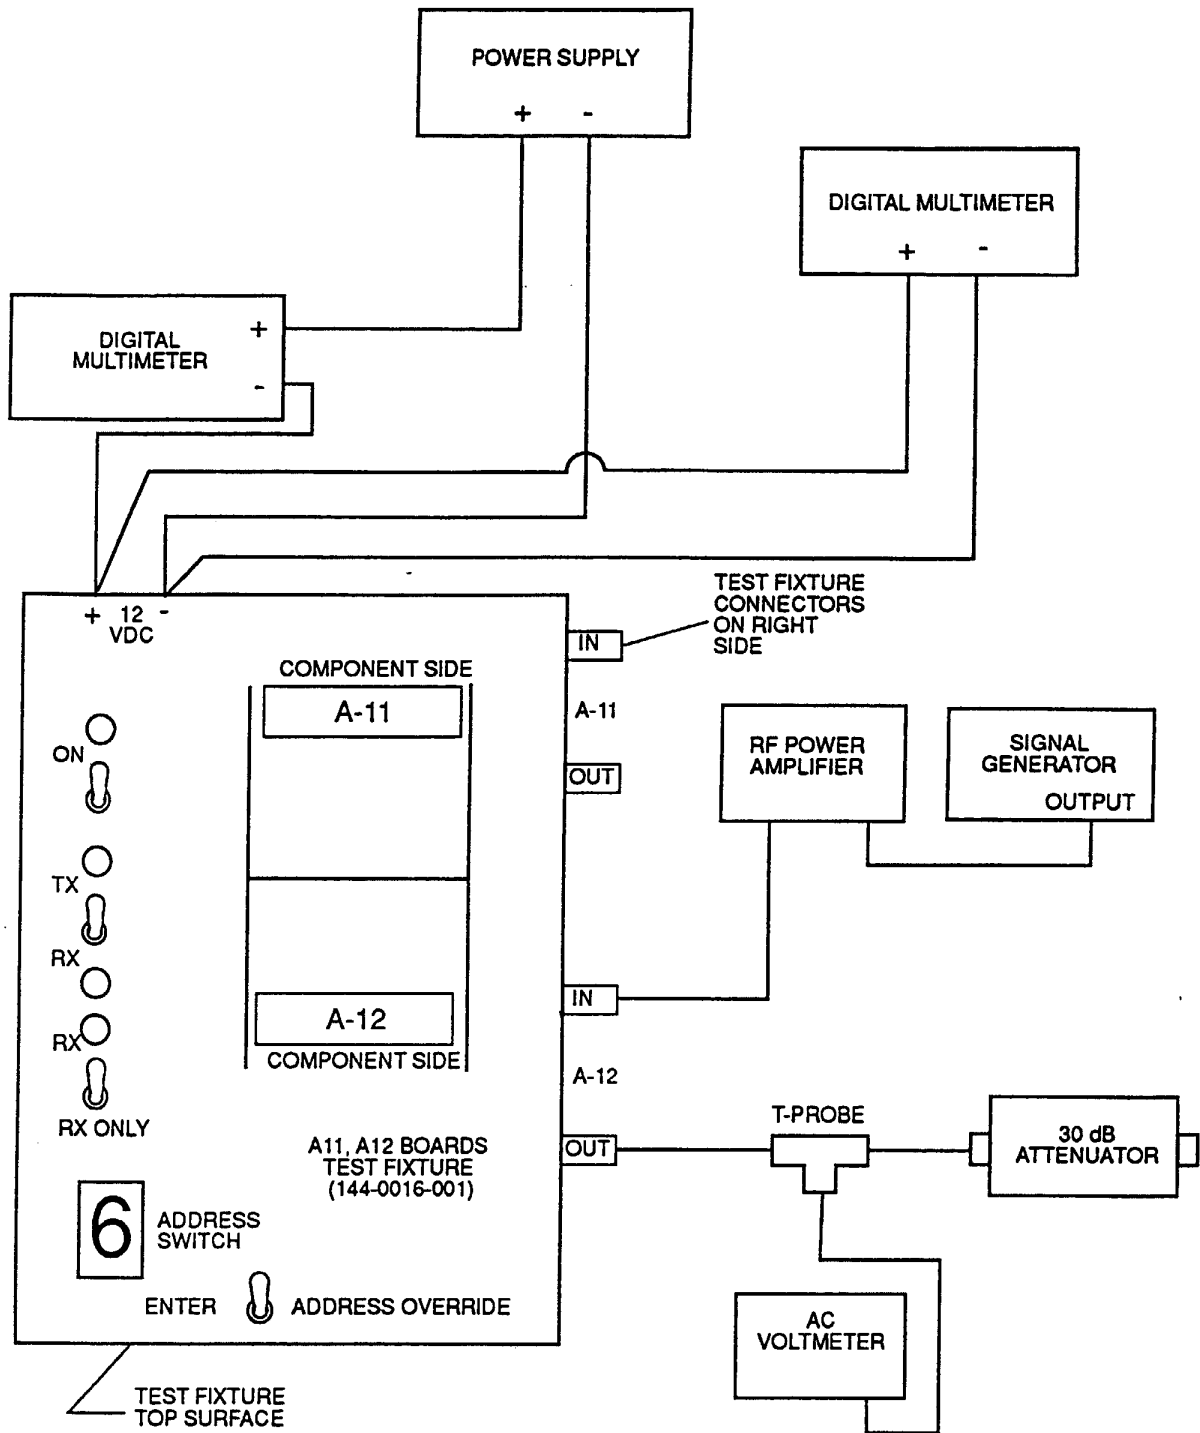 POWER SUPPLY
+ -
DIGITAL MULTIMETER
+ -
DIGITAL
MULTIMETER
+
-
+ 12 -
VDC
TEST FIXTURE
CONNECTORS
ON RIGHT
SIDE
IN
COMPONENT SIDE
A-11
A-11
ON
OUT
RF POWER
AMPLIFIER
SIGNAL
GENERATOR
OUTPUT
TX
RX
IN
A-12
RX
COMPONENT SIDE
A-12
RX ONLY
T-PROBE
OUT
30 dB
ATTENUATOR
A11, A12 BOARDS
TEST FIXTURE
(144-0016-001)
6
ADDRESS
SWITCH
ENTER
ADDRESS OVERRIDE
AC
VOLTMETER
TEST FIXTURE
TOP SURFACE